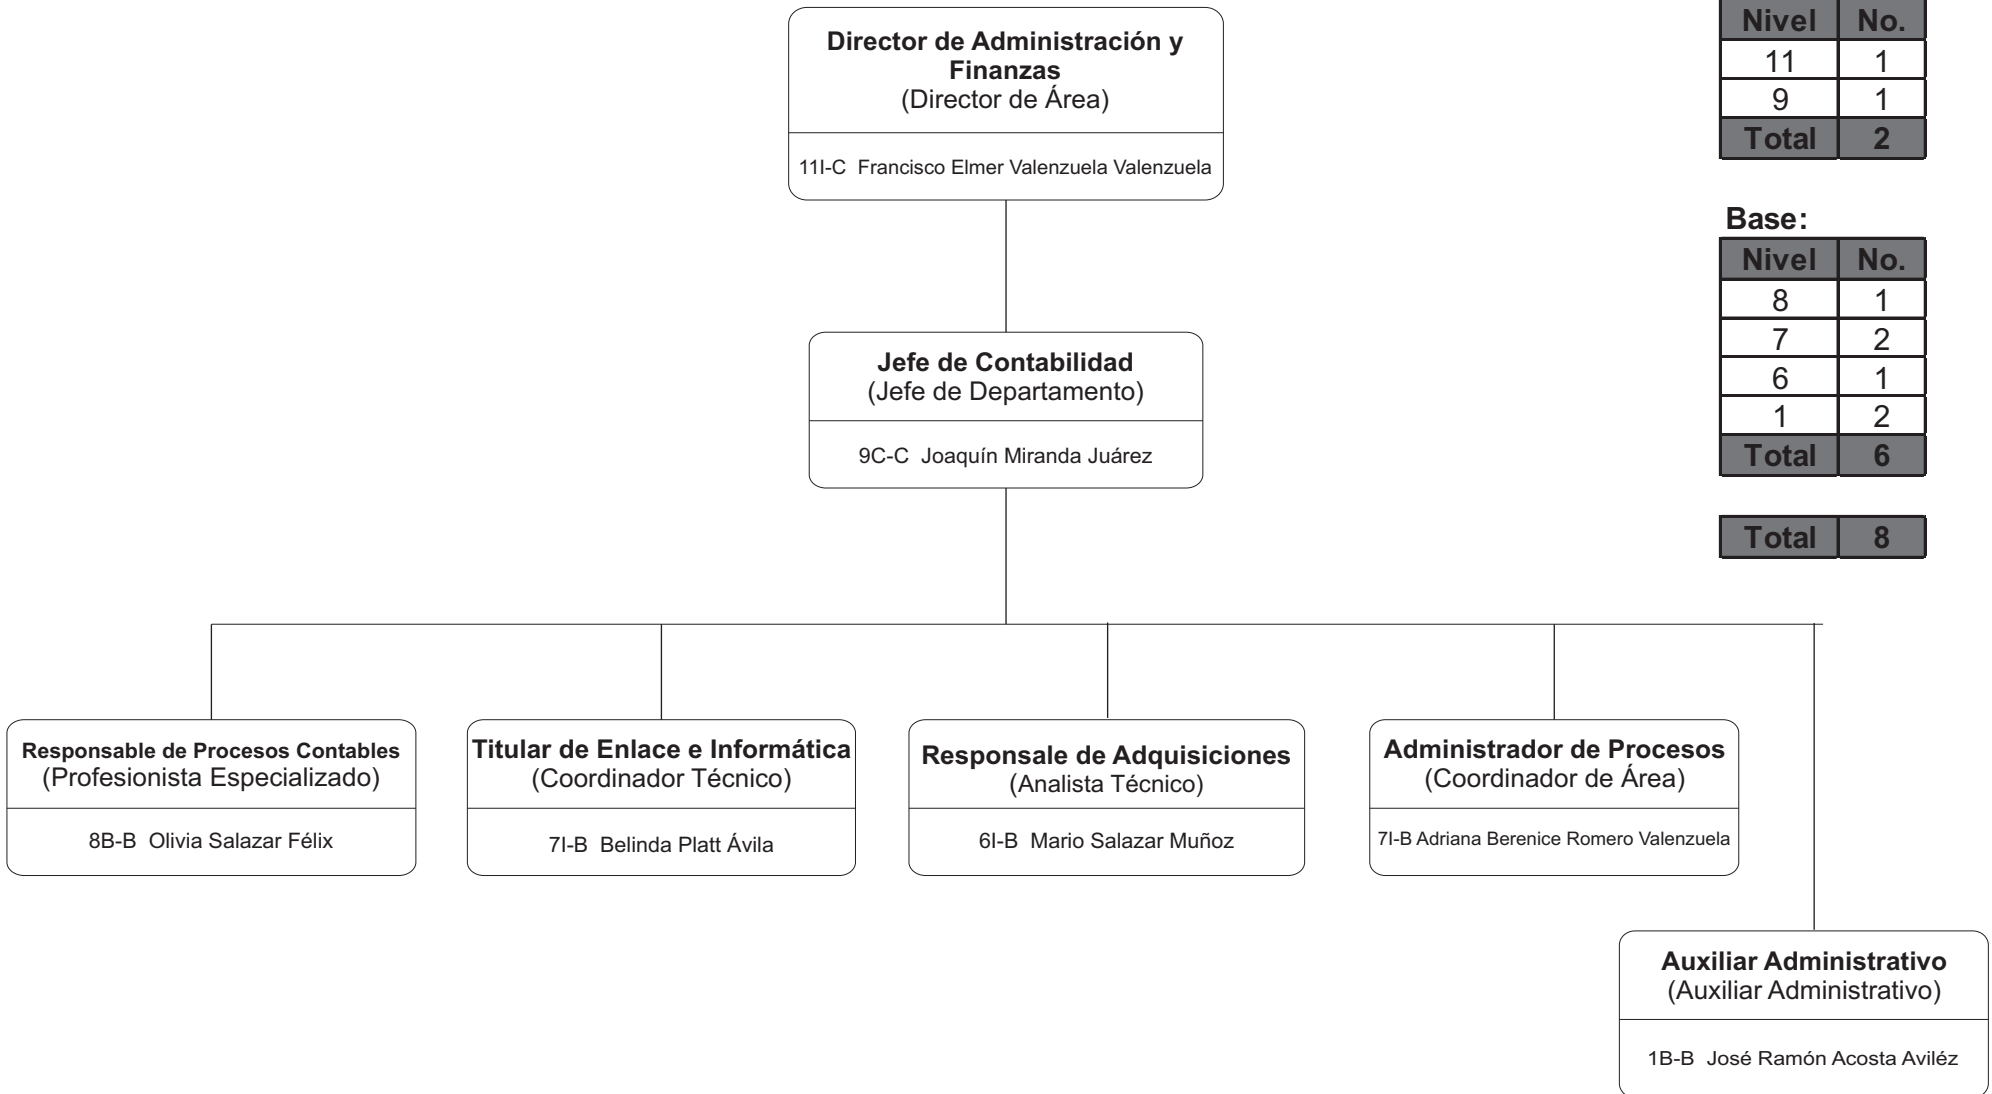 Director de Administración y
Finanzas
(Director de Área)
11I-C Francisco Elmer Valenzuela Valenzuela
Nivel No.
11 1
9 1
Total 2
Base:
Nivel No.
8 1
7 2
6 1
1 2
Total 6
Total 8
Jefe de Contabilidad
(Jefe de Departamento)
9C-C Joaquín Miranda Juárez
Responsable de Procesos Contables
(Profesionista Especializado)
8B-B Olivia Salazar Félix
Titular de Enlace e Informática
(Coordinador Técnico)
7I-B Belinda Platt Ávila
Responsale de Adquisiciones
(Analista Técnico)
6I-B Mario Salazar Muñoz
Administrador de Procesos
(Coordinador de Área)
7I-B Adriana Berenice Romero Valenzuela
Auxiliar Administrativo
(Auxiliar Administrativo)
1B-B José Ramón Acosta Aviléz